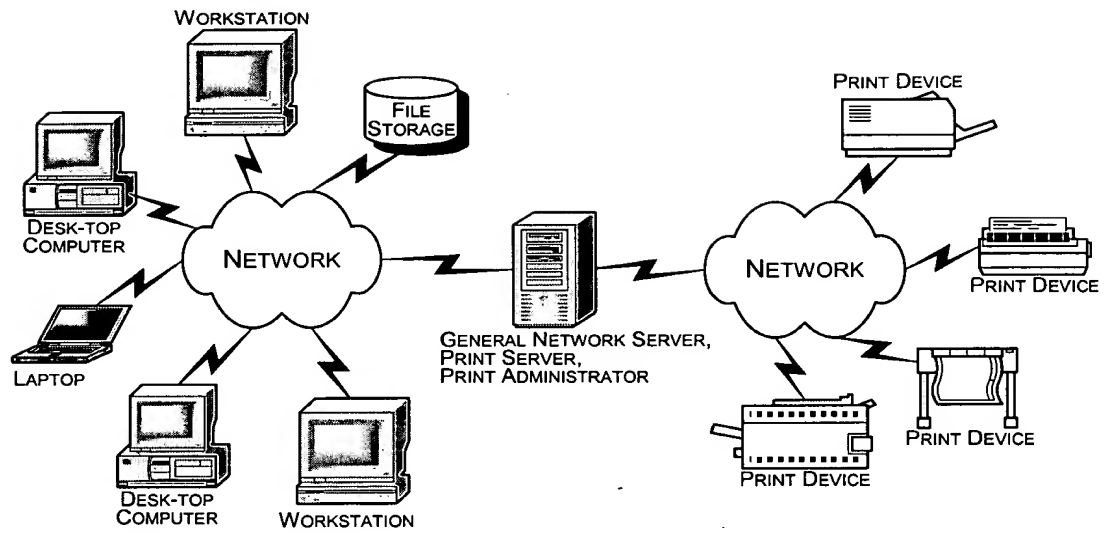 WORKSTATION
FILE
STORAGE
PRINT DEVICE
DESK-TOP
COMPUTER
NETWORK
NETWORK
PRINT DEVICE
LAPTOP
GENERAL NETWORK SERVER,
PRINT SERVER,
PRINT ADMINISTRATOR
PRINT DEVICE
PRINT DEVICE
DESK-TOP
COMPUTER
WORKSTATION